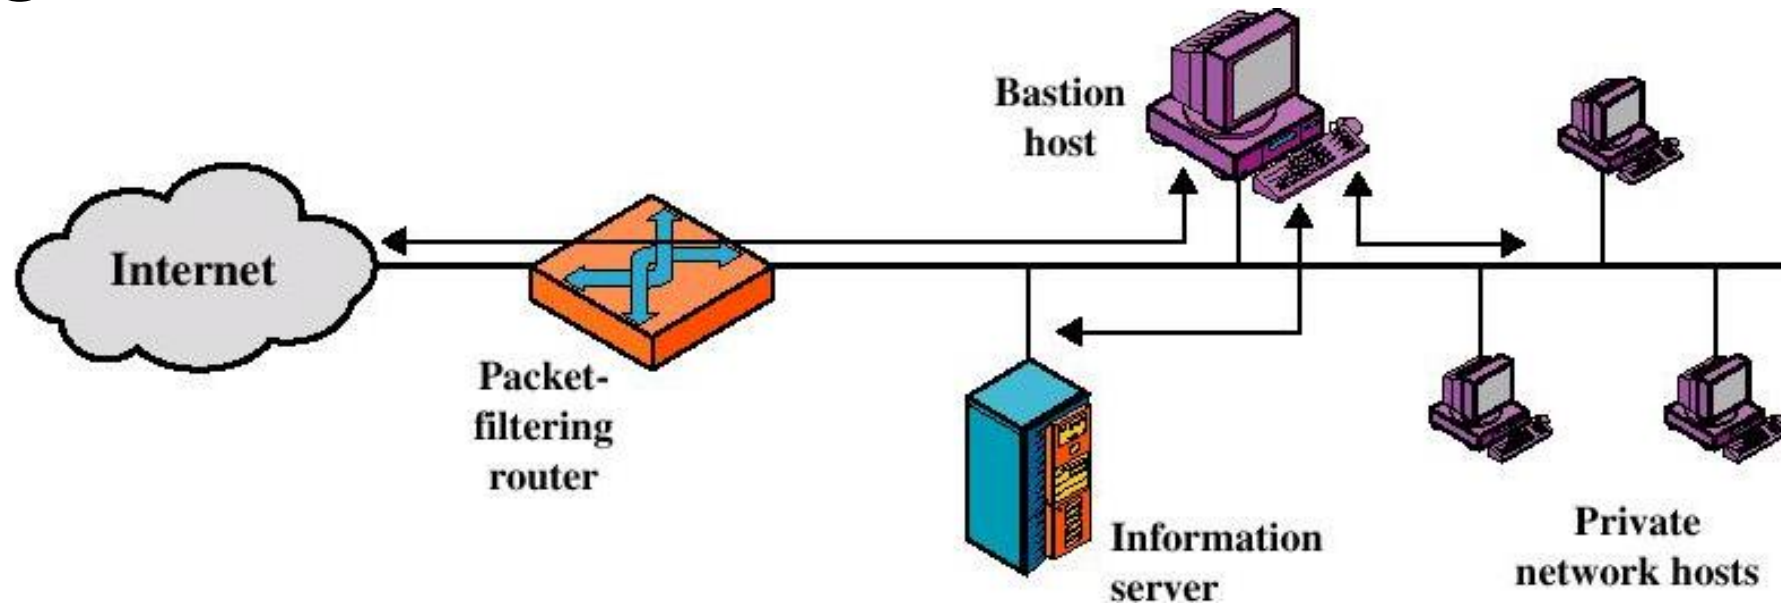 Bastion
host
Internet
Packet-
filtering
router
Information
server
Private
network hosts